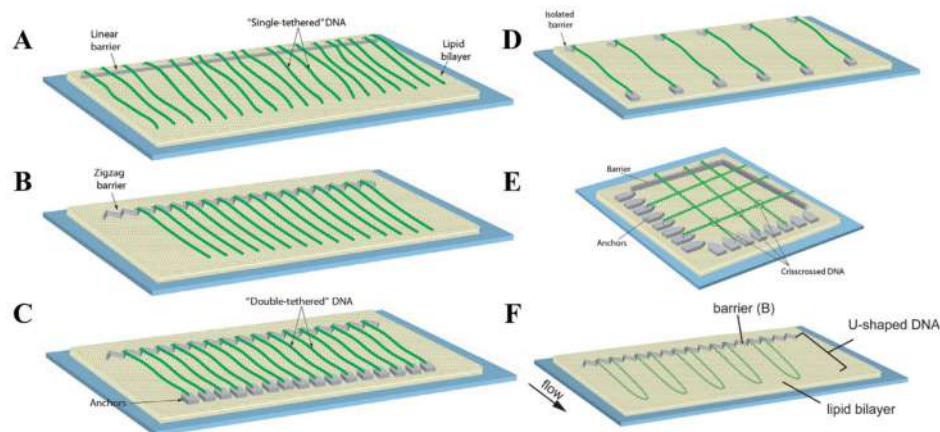 A
Linear
barrier
"Single-tethered" DNA
Lipid
bilayer
B
Zigzag
barrier
C
"Double-tethered" DNA
Anchors
D
Isolated
barrier
E
Barrier
Anchors
Crisscrossed DNA
F
barrier (B)
U-shaped DNA
flow
lipid bilayer